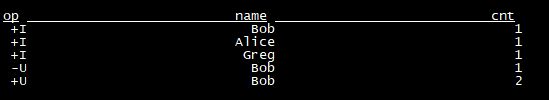 op name cnt
+I Bob 1
+I Alice 1
+I Greg 1
-U Bob 1
+U Bob 2